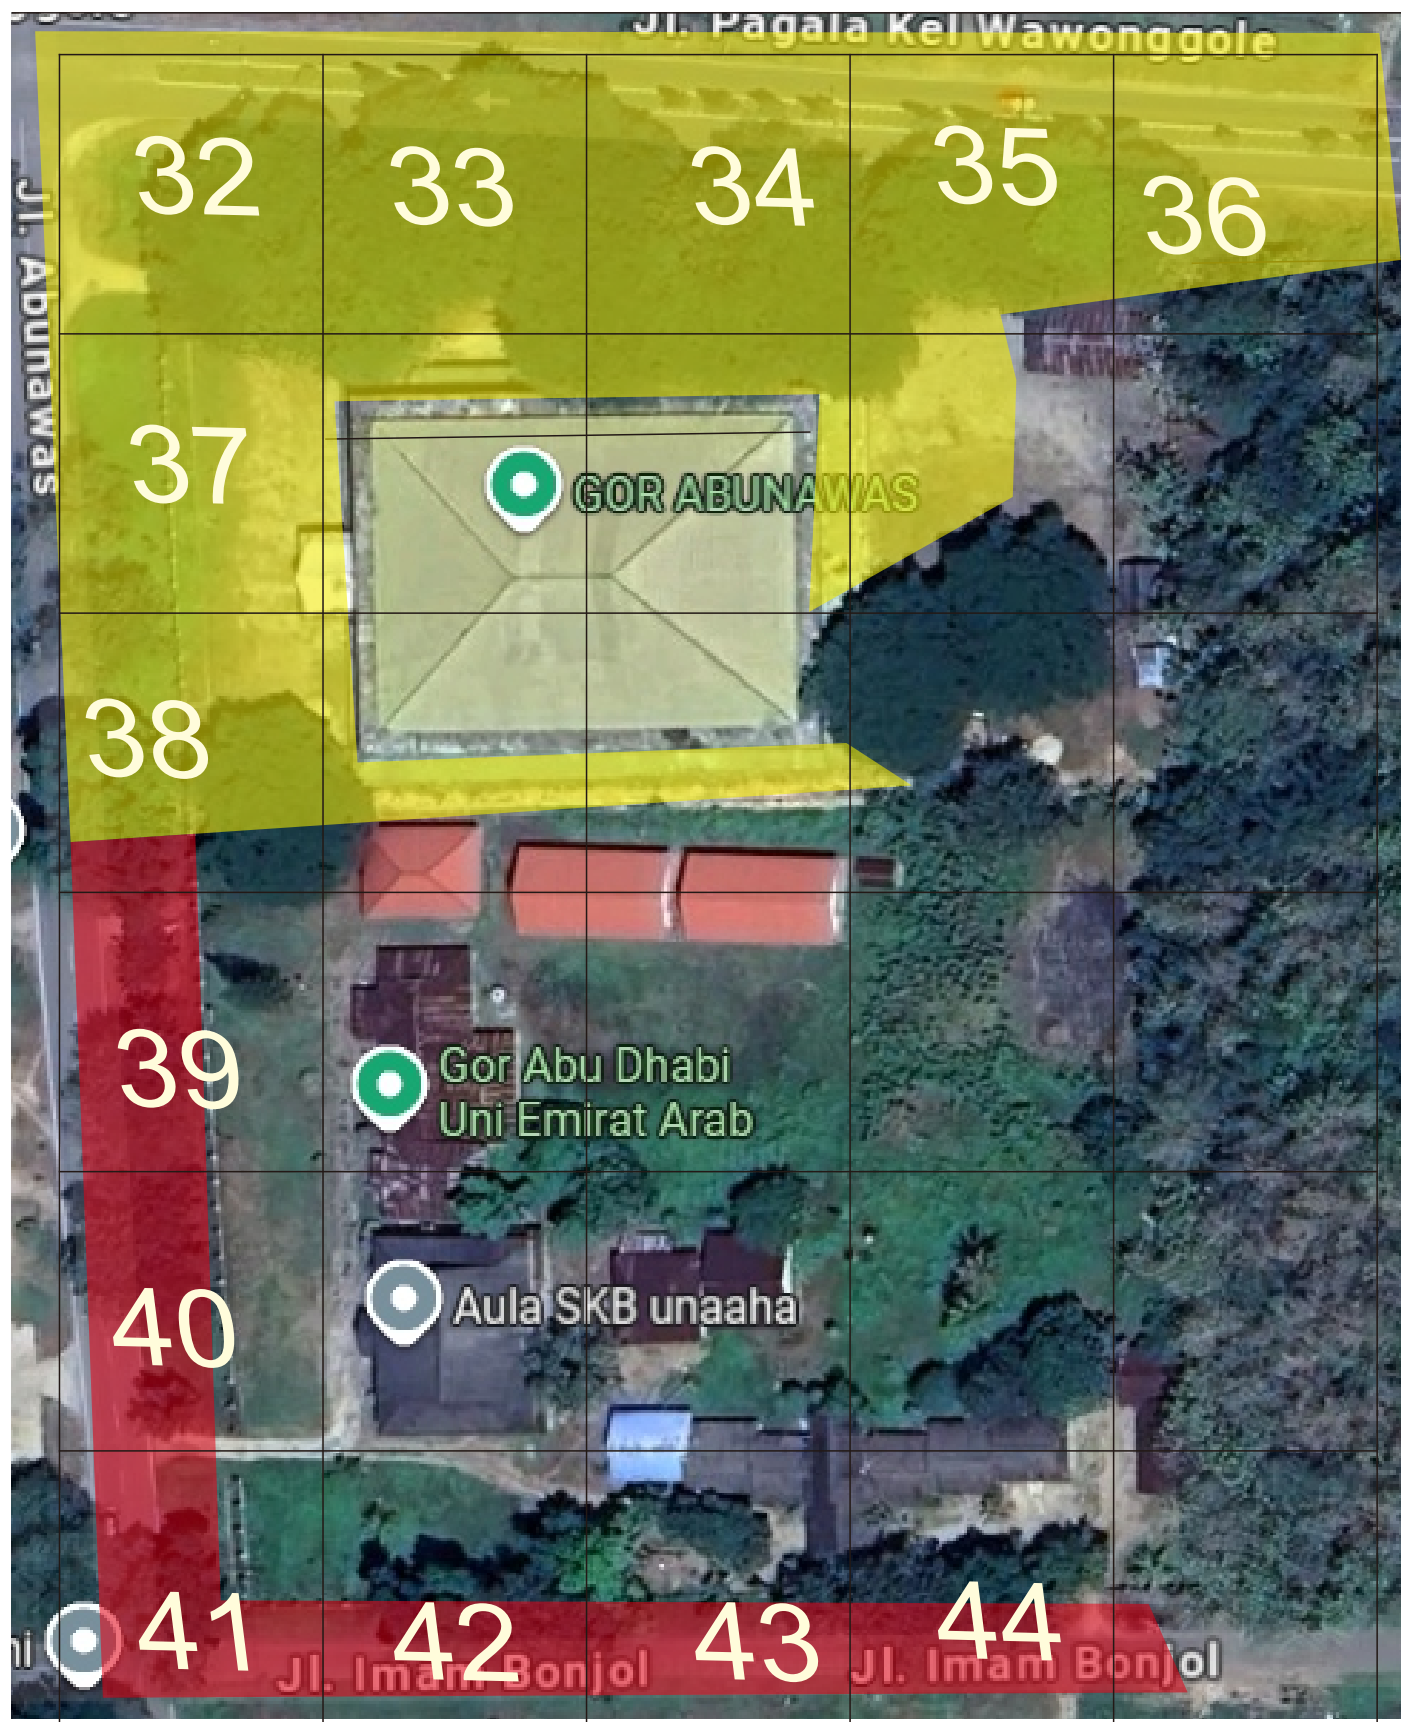 Jl. Pagala Kel Wawonggole
32
33
34
35
36
Jl. Abunawas
37
GOR ABUNAWAS
38
39
Gor Abu Dhabi
Uni Emirat Arab
40
Aula SKB unaaha
41
42
43
44
Jl. Imam Bonjol
Jl. Imam Bonjol